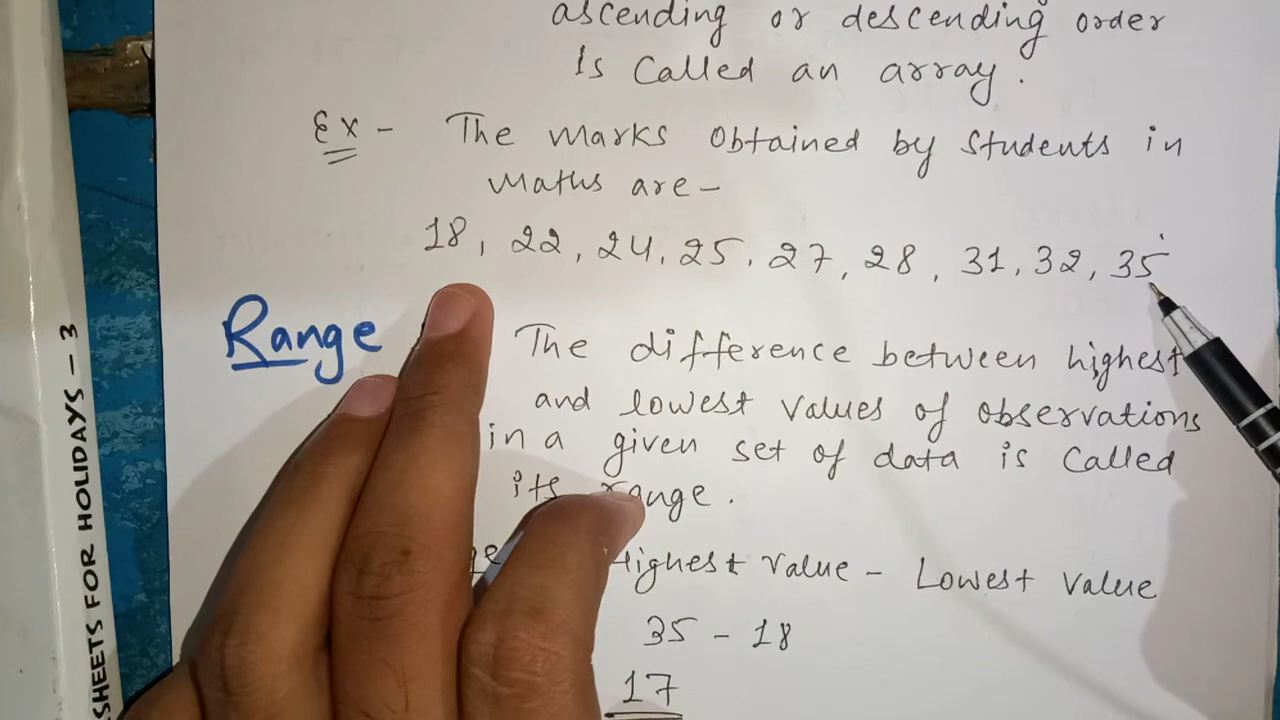 ascending or descending order
Is Called an array.
Ex - The Marks Obtained by Students in
Maths are -
18, 22, 24, 25, 27, 28, 31, 32, 35
Range
The difference between highest
and lowest values of observations
in a given set of data is Called
its range.
Highest Value - Lowest Value
35 - 18
17
SHEETS FOR HOLIDAYS - 3